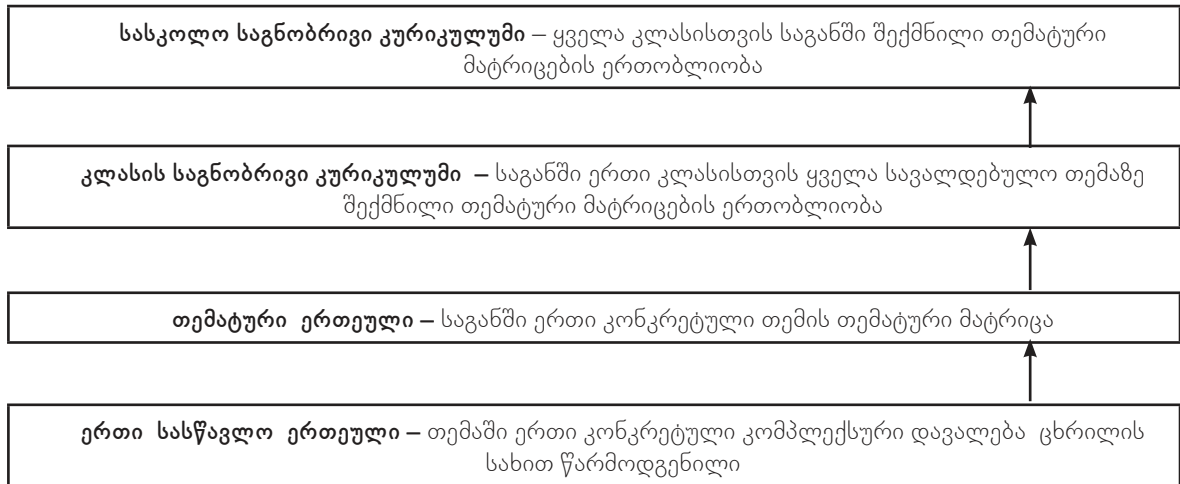 სასკოლო საგნობრივი კურიკულუმი – ყველა კლასისთვის საგანში შექმნილი თემატური
მატრიცების ერთობლიობა
კლასის საგნობრივი კურიკულუმი – საგანში ერთი კლასისთვის ყველა სავალდებულო თემაზე
შექმნილი თემატური მატრიცების ერთობლიობა
თემატური ერთეული – საგანში ერთი კონკრეტული თემის თემატური მატრიცა
ერთი სასწავლო ერთეული – თემაში ერთი კონკრეტული კომპლექსური დავალება ცხრილის
სახით წარმოდგენილი